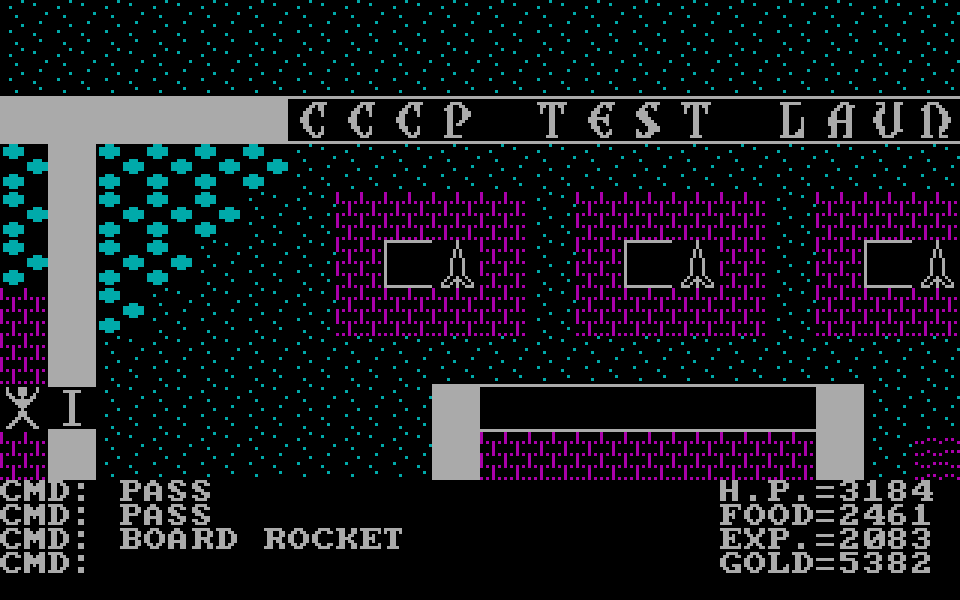 CCCP TEST LAUN
I
CMD: PASS
CMD: PASS
CMD: BOARD ROCKET
CMD:
H.P.=3184
FOOD=2461
EXP.=2083
GOLD=5382